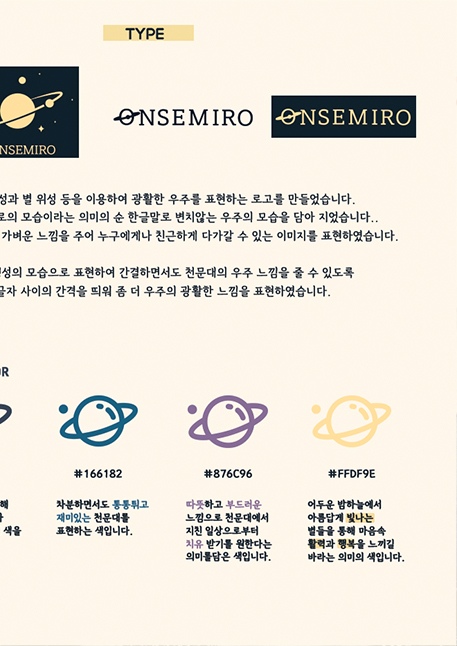 TYPE
NSEMIRO
ONSEMIRO
ONSEMIRO
성과 별 위성 등을 이용하여 광활한 우주를 표현하는 로고를 만들었습니다.
로의 모습이라는 의미의 순 한글말로 변치않는 우주의 모습을 담아 지었습니다..
가벼운 느낌을 주어 누구에게나 친근하게 다가갈 수 있는 이미지를 표현하였습니다.
성의 모습으로 표현하여 간결하면서도 천문대의 우주 느낌을 줄 수 있도록
글자 사이의 간격을 띄워 좀 더 우주의 광활한 느낌을 표현하였습니다.
OR
#166182
#876C96
#FFDF9E
해
색을
차분하면서도 통통튀고
재미있는 천문대를
표현하는 색입니다.
따뜻하고 부드러운
느낌으로 천문대에서
지친 일상으로부터
치유 받기를 원한다는
의미를담은 색입니다.
어두운 밤하늘에서
아름답게 빛나는
별들을 통해 마음속
활력과 행복을 느끼길
바라는 의미의 색입니다.